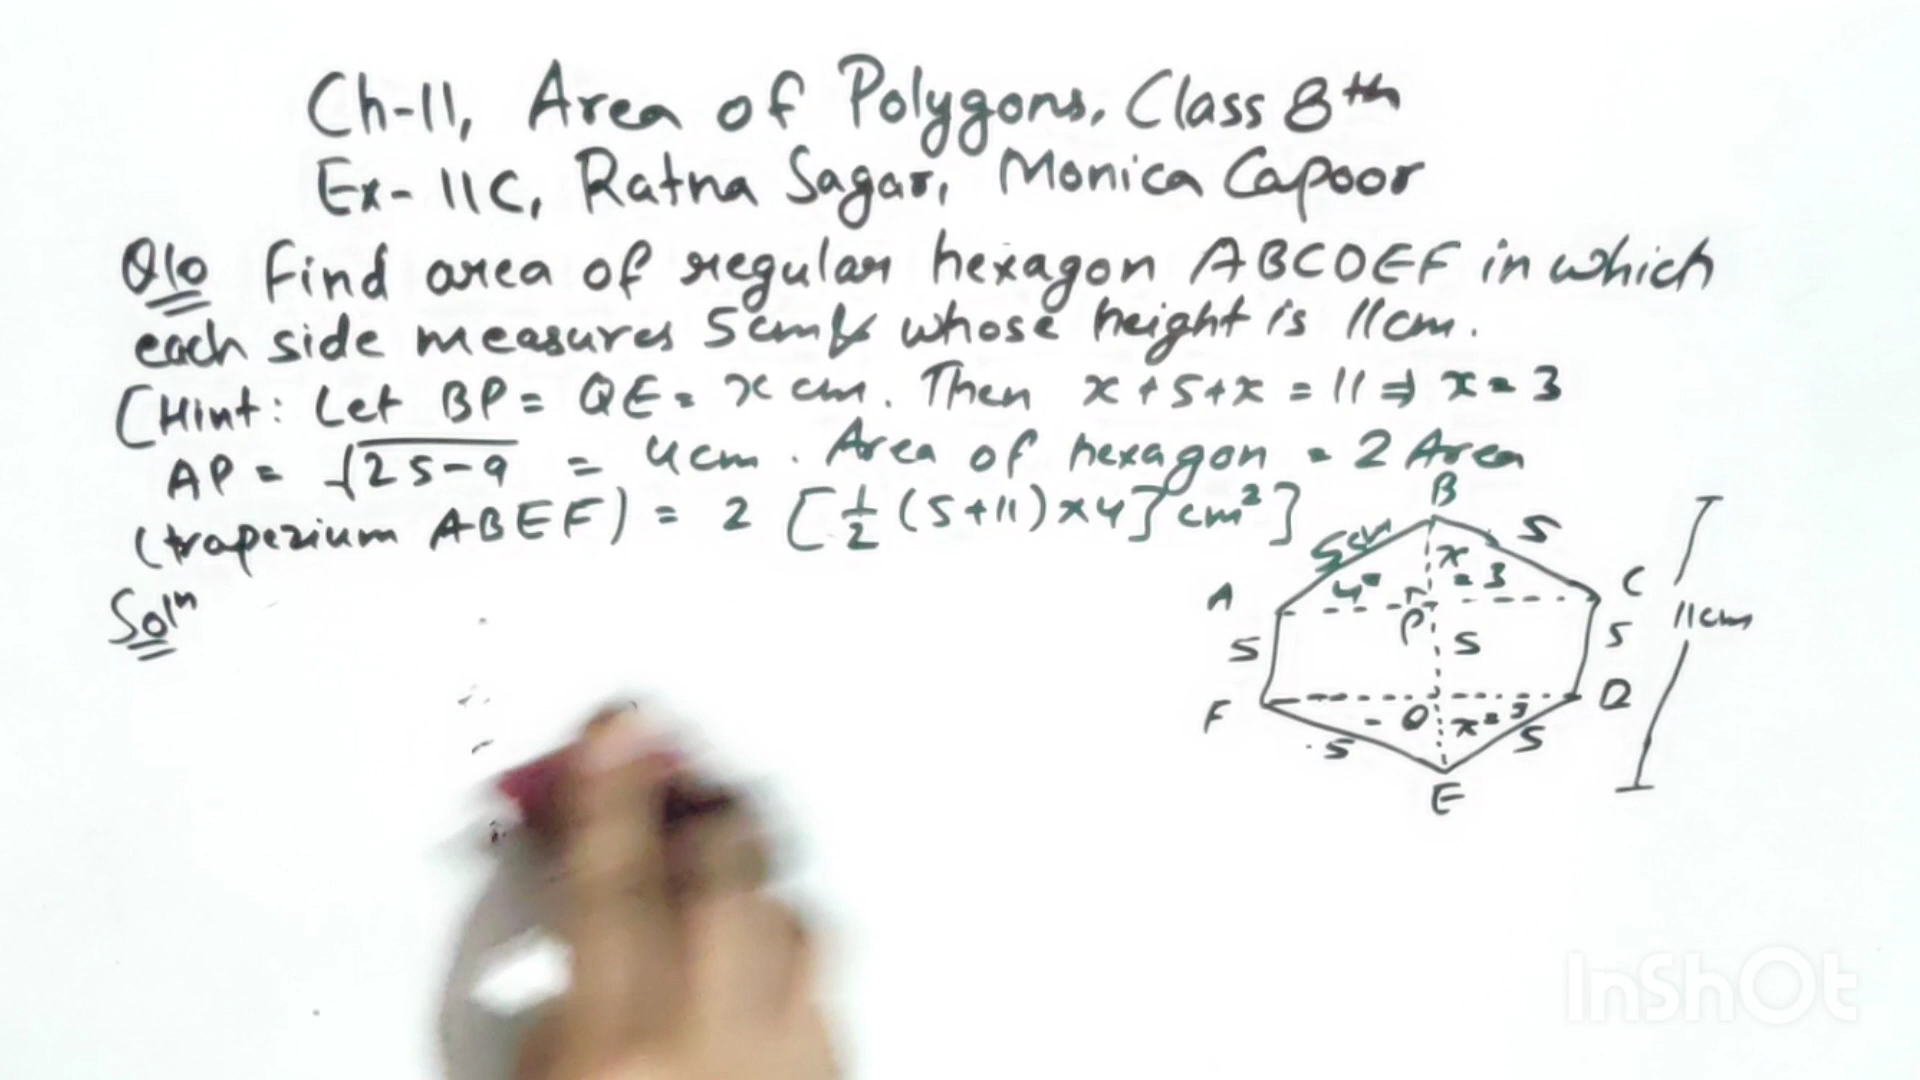 Ch-11, Area of Polygons, Class 8th
Ex- 11C, Ratna Sagar, Monica Capoor
Q10 Find area of regular hexagon ABCDEF in which
each side measures 5cm & whose height is 11cm.
[Hint: Let BP = QE = x cm. Then x + 5 + x = 11 ⇒ x = 3
AP = √25-9 = 4cm. Area of hexagon = 2 Area
(trapezium ABEF) = 2 [½ (5+11) × 4] cm²]
Solⁿ
B
5cm
5
x = 3
4
A
C
P
5
5
5
11cm
F
D
Q
x = 3
5
5
E
InShOt